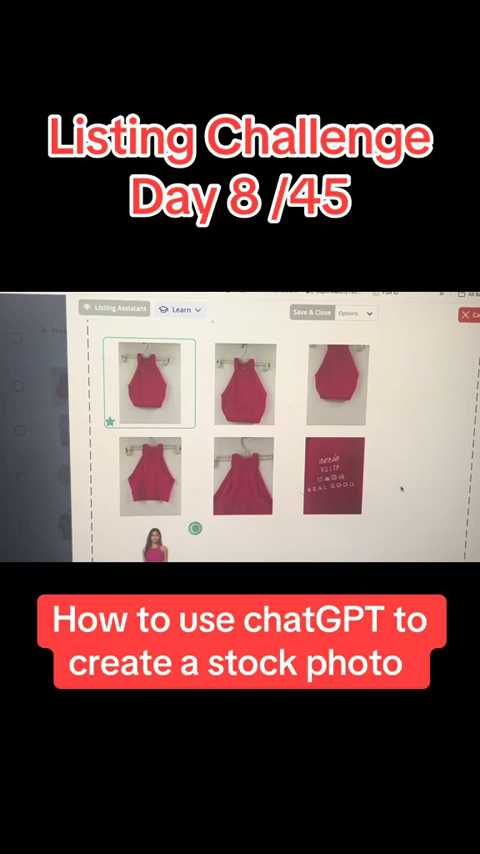 Listing Challenge
Day 8 /45
Listing Assistant
Learn
Save & Close
Options
Ca
aerie
XS|TP
REAL GOOD.
How to use chatGPT to
create a stock photo